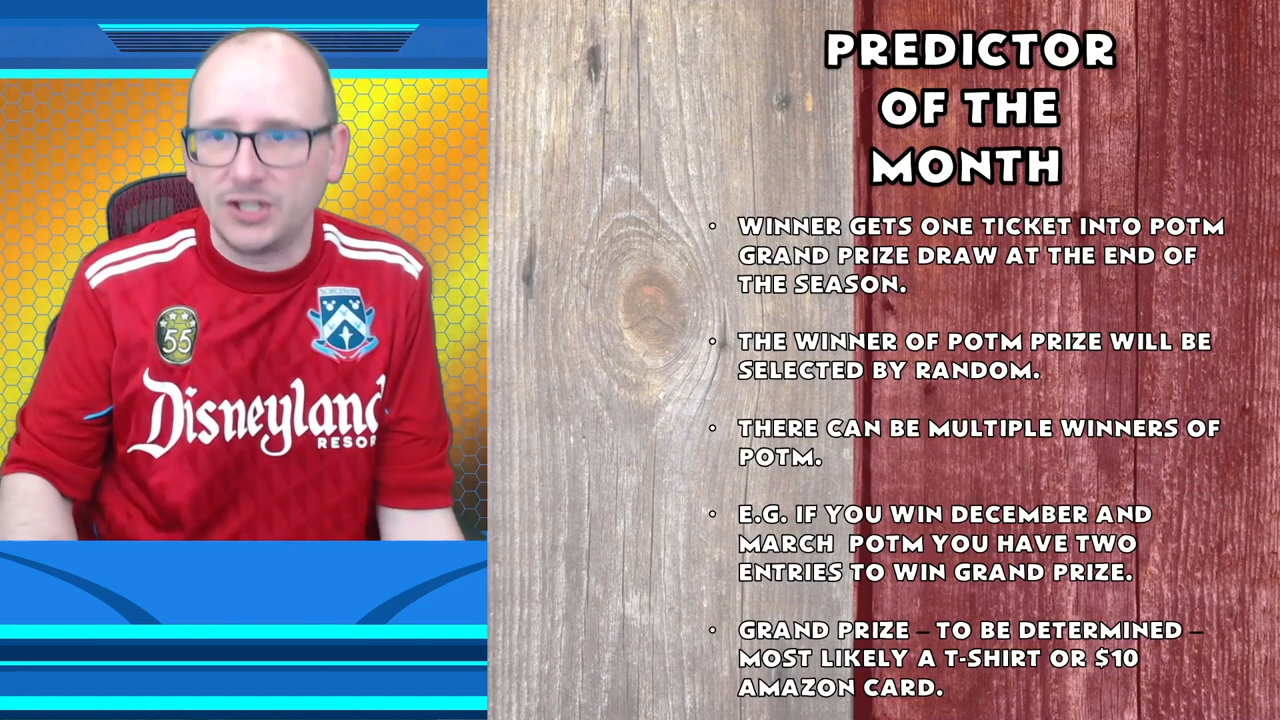 PREDICTOR
OF THE
MONTH
• WINNER GETS ONE TICKET INTO POTM
GRAND PRIZE DRAW AT THE END OF
THE SEASON.
• THE WINNER OF POTM PRIZE WILL BE
SELECTED BY RANDOM.
• THERE CAN BE MULTIPLE WINNERS OF
POTM.
• E.G. IF YOU WIN DECEMBER AND
MARCH POTM YOU HAVE TWO
ENTRIES TO WIN GRAND PRIZE.
• GRAND PRIZE – TO BE DETERMINED –
MOST LIKELY A T-SHIRT OR $10
AMAZON CARD.
55
Disneyland
RESOR